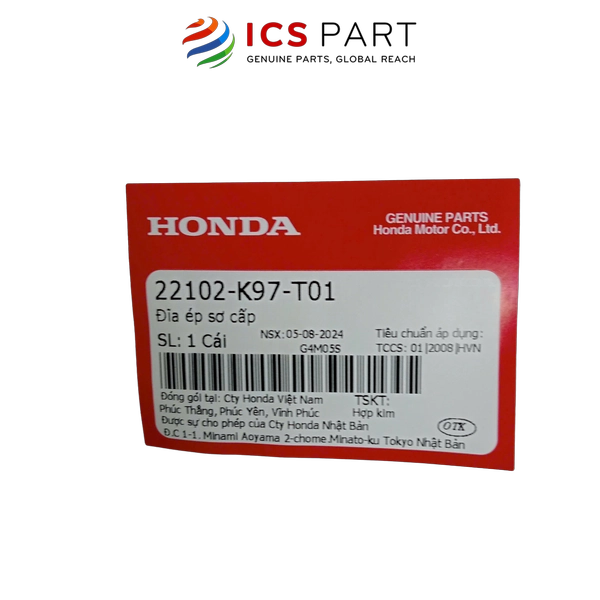 ICS PART
GENUINE PARTS, GLOBAL REACH
HONDA
GENUINE PARTS
Honda Motor Co., Ltd.
22102-K97-T01
Đĩa ép sơ cấp
SL: 1 Cái
NSX: 05-08-2024
G4M05S
Tiêu chuẩn áp dụng:
TCCS: 01|2008|HVN
Đóng gói tại: Cty Honda Việt Nam
Phúc Thắng, Phúc Yên, Vĩnh Phúc
TSKT:
Hợp kim
Được sự cho phép của Cty Honda Nhật Bản
Đ.C 1-1. Minami Aoyama 2-chome.Minato-ku Tokyo Nhật Bản
OTK